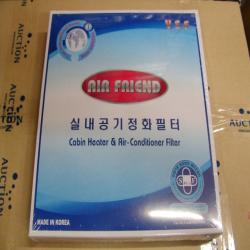 AIR FRIEND
실내공기정화필터
Cabin Heater & Air-Conditioner Filter
MADE IN KOREA
AUCTION
AUCTION
AUCTION